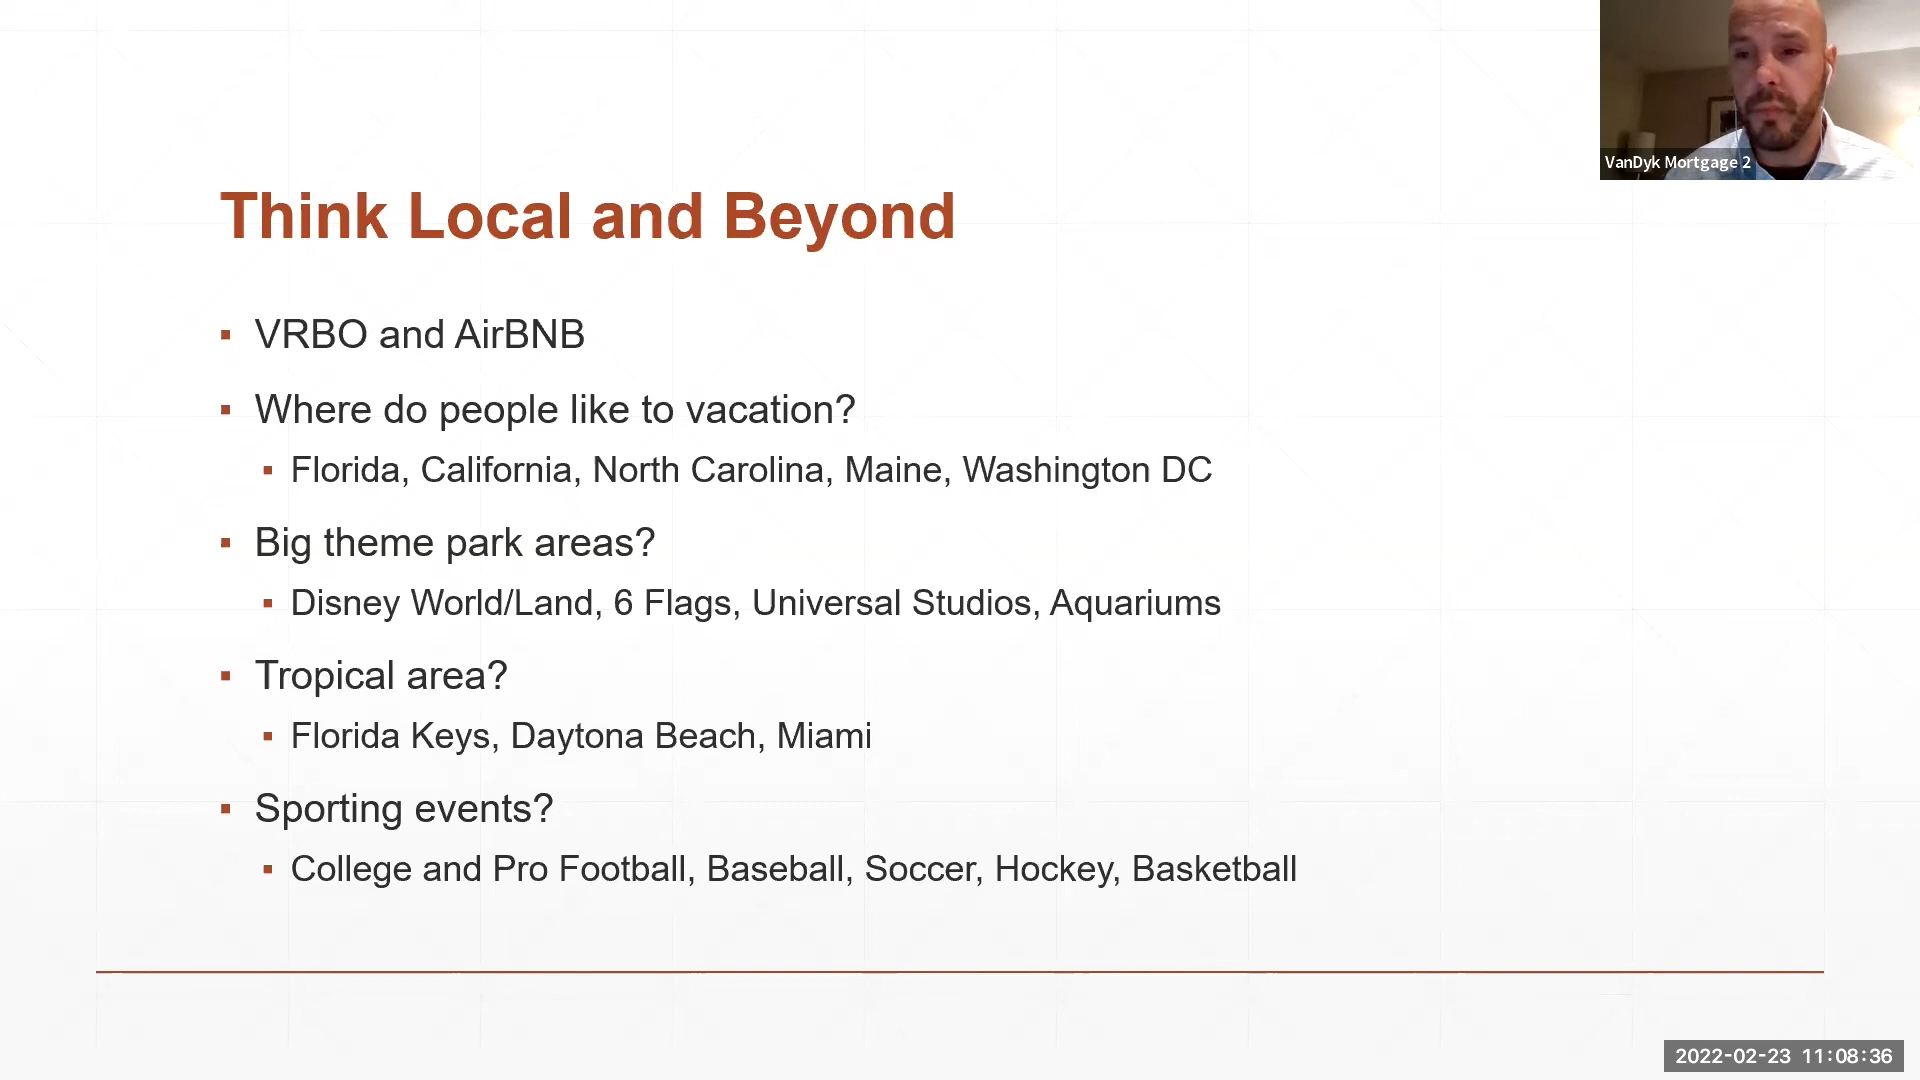 VanDyk Mortgage 2
Think Local and Beyond
▪ VRBO and AirBNB
▪ Where do people like to vacation?
▪ Florida, California, North Carolina, Maine, Washington DC
▪ Big theme park areas?
▪ Disney World/Land, 6 Flags, Universal Studios, Aquariums
▪ Tropical area?
▪ Florida Keys, Daytona Beach, Miami
▪ Sporting events?
▪ College and Pro Football, Baseball, Soccer, Hockey, Basketball
2022-02-23 11:08:36